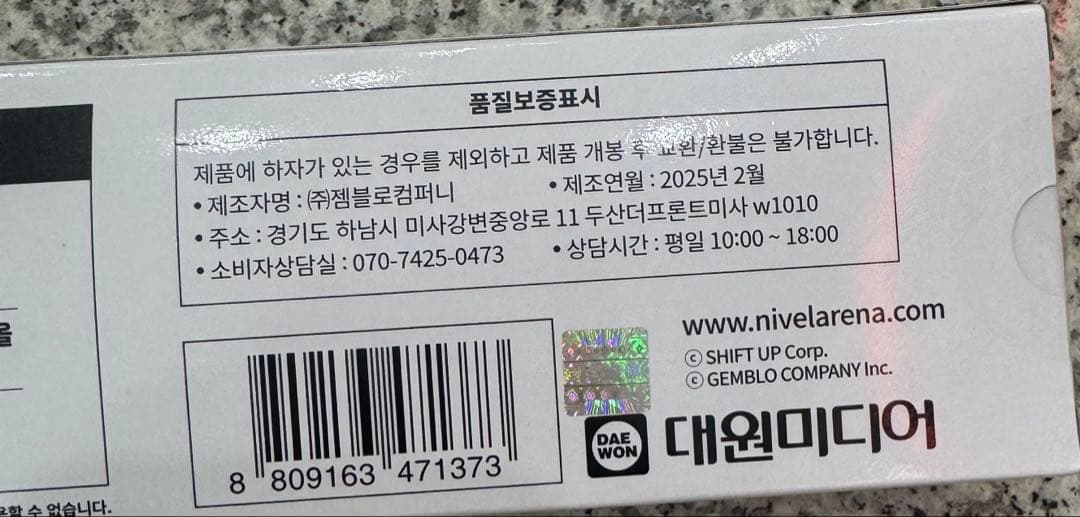 품질보증표시
제품에 하자가 있는 경우를 제외하고 제품 개봉 후 교환/환불은 불가합니다.
• 제조자명 : ㈜젬블로컴퍼니 • 제조연월 : 2025년 2월
• 주소 : 경기도 하남시 미사강변중앙로 11 두산더프론트미사 w1010
• 소비자상담실 : 070-7425-0473 • 상담시간 : 평일 10:00 ~ 18:00
을
www.nivelarena.com
ⓒ SHIFT UP Corp.
ⓒ GEMBLO COMPANY Inc.
DAE
WON
대원미디어
8 809163 471373
수 없습니다.